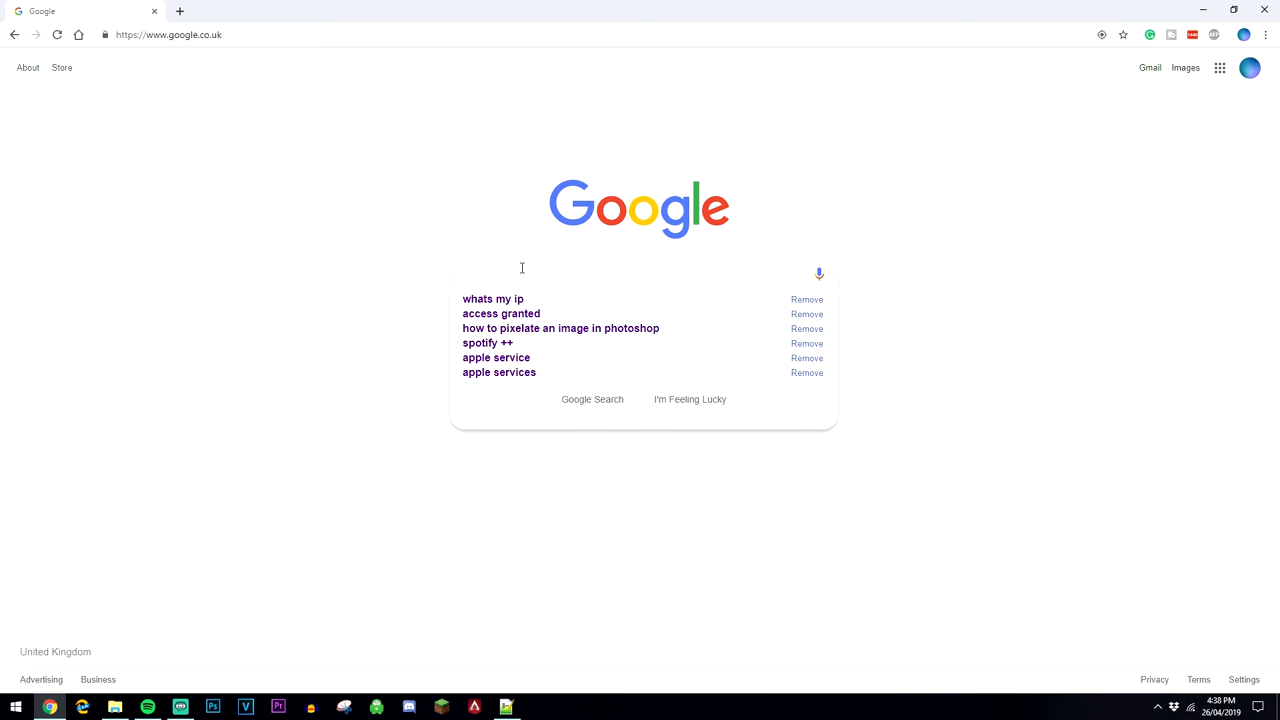 Google
https://www.google.co.uk
About Store
Gmail Images
Google
whats my ip Remove
access granted Remove
how to pixelate an image in photoshop Remove
spotify ++ Remove
apple service Remove
apple services Remove
Google Search I'm Feeling Lucky
United Kingdom
Advertising Business
Privacy Terms Settings
Ps V Pr
4:38 PM
26/04/2019